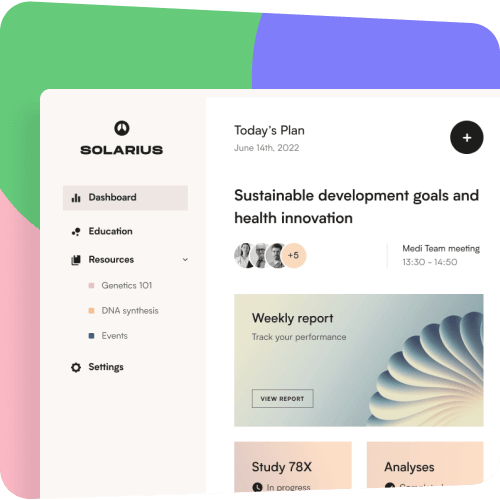 SOLARIUS
Dashboard
Education
Resources
Genetics 101
DNA synthesis
Events
Settings
Today's Plan
June 14th, 2022
+
Sustainable development goals and
health innovation
+5
Medi Team meeting
13:30 - 14:50
Weekly report
Track your performance
VIEW REPORT
Study 78X
In progress
Analyses
Completed